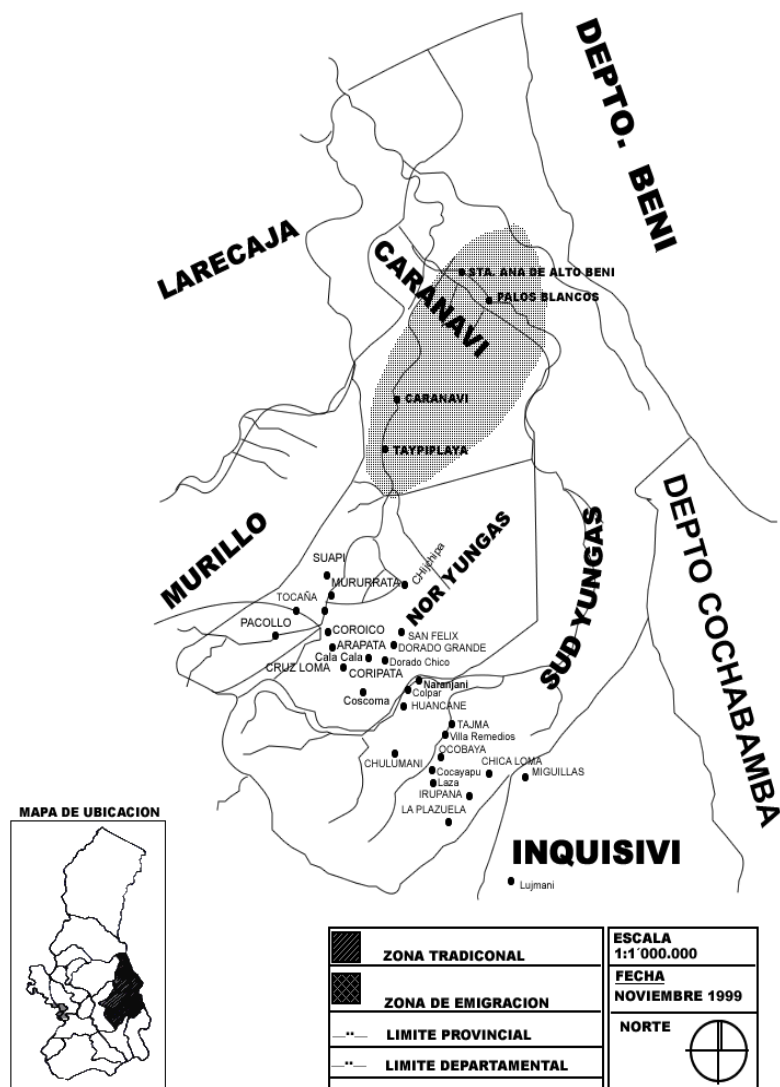 DEPTO. BENI
LARECAJA
CARANAVI
STA. ANA DE ALTO BENI
PALOS BLANCOS
CARANAVI
TAYPIPLAYA
DEPTO COCHABAMBA
MURILLO
NOR YUNGAS
SUD YUNGAS
SUAPI
CHijchipa
MURURRATA
TOCAÑA
PACOLLO
COROICO
SAN FELIX
ARAPATA
DORADO GRANDE
Cala Cala
Dorado Chico
CRUZ LOMA
CORIPATA
Naranjani
Colpar
Coscoma
HUANCANE
TAJMA
Villa Remedios
OCOBAYA
CHULUMANI
CHICA LOMA
Cocayapu
MIGUILLAS
Laza
IRUPANA
LA PLAZUELA
INQUISIVI
Lujmani
MAPA DE UBICACION
ZONA TRADICONAL
ZONA DE EMIGRACION
LIMITE PROVINCIAL
LIMITE DEPARTAMENTAL
ESCALA
1:1´000.000
FECHA
NOVIEMBRE 1999
NORTE